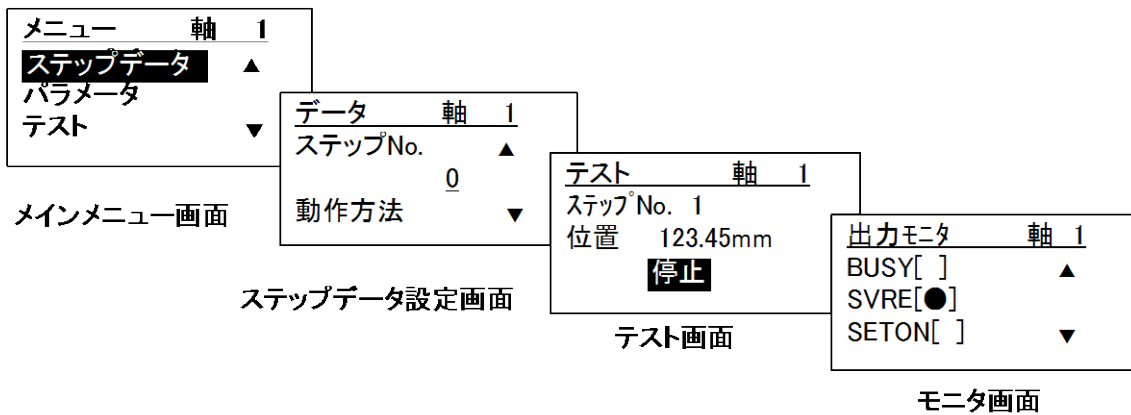 メニュー 軸 1
ステップデータ ▲
パラメータ
テスト ▼
メインメニュー画面
データ 軸 1
ステップNo. ▲
0
動作方法 ▼
ステップデータ設定画面
テスト 軸 1
ｽﾃｯﾌﾟNo. 1
位置 123.45mm
停止
テスト画面
出力ﾓﾆﾀ 軸 1
BUSY[ ] ▲
SVRE[●]
SETON[ ] ▼
モニタ画面